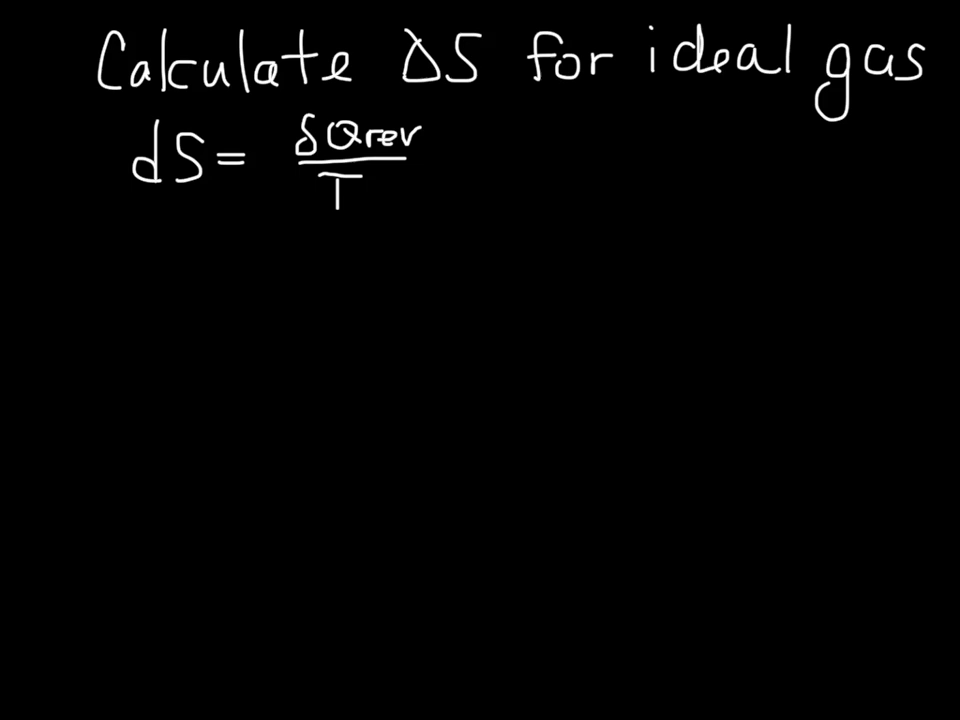 Calculate ΔS for ideal gas
dS = δQrev / T